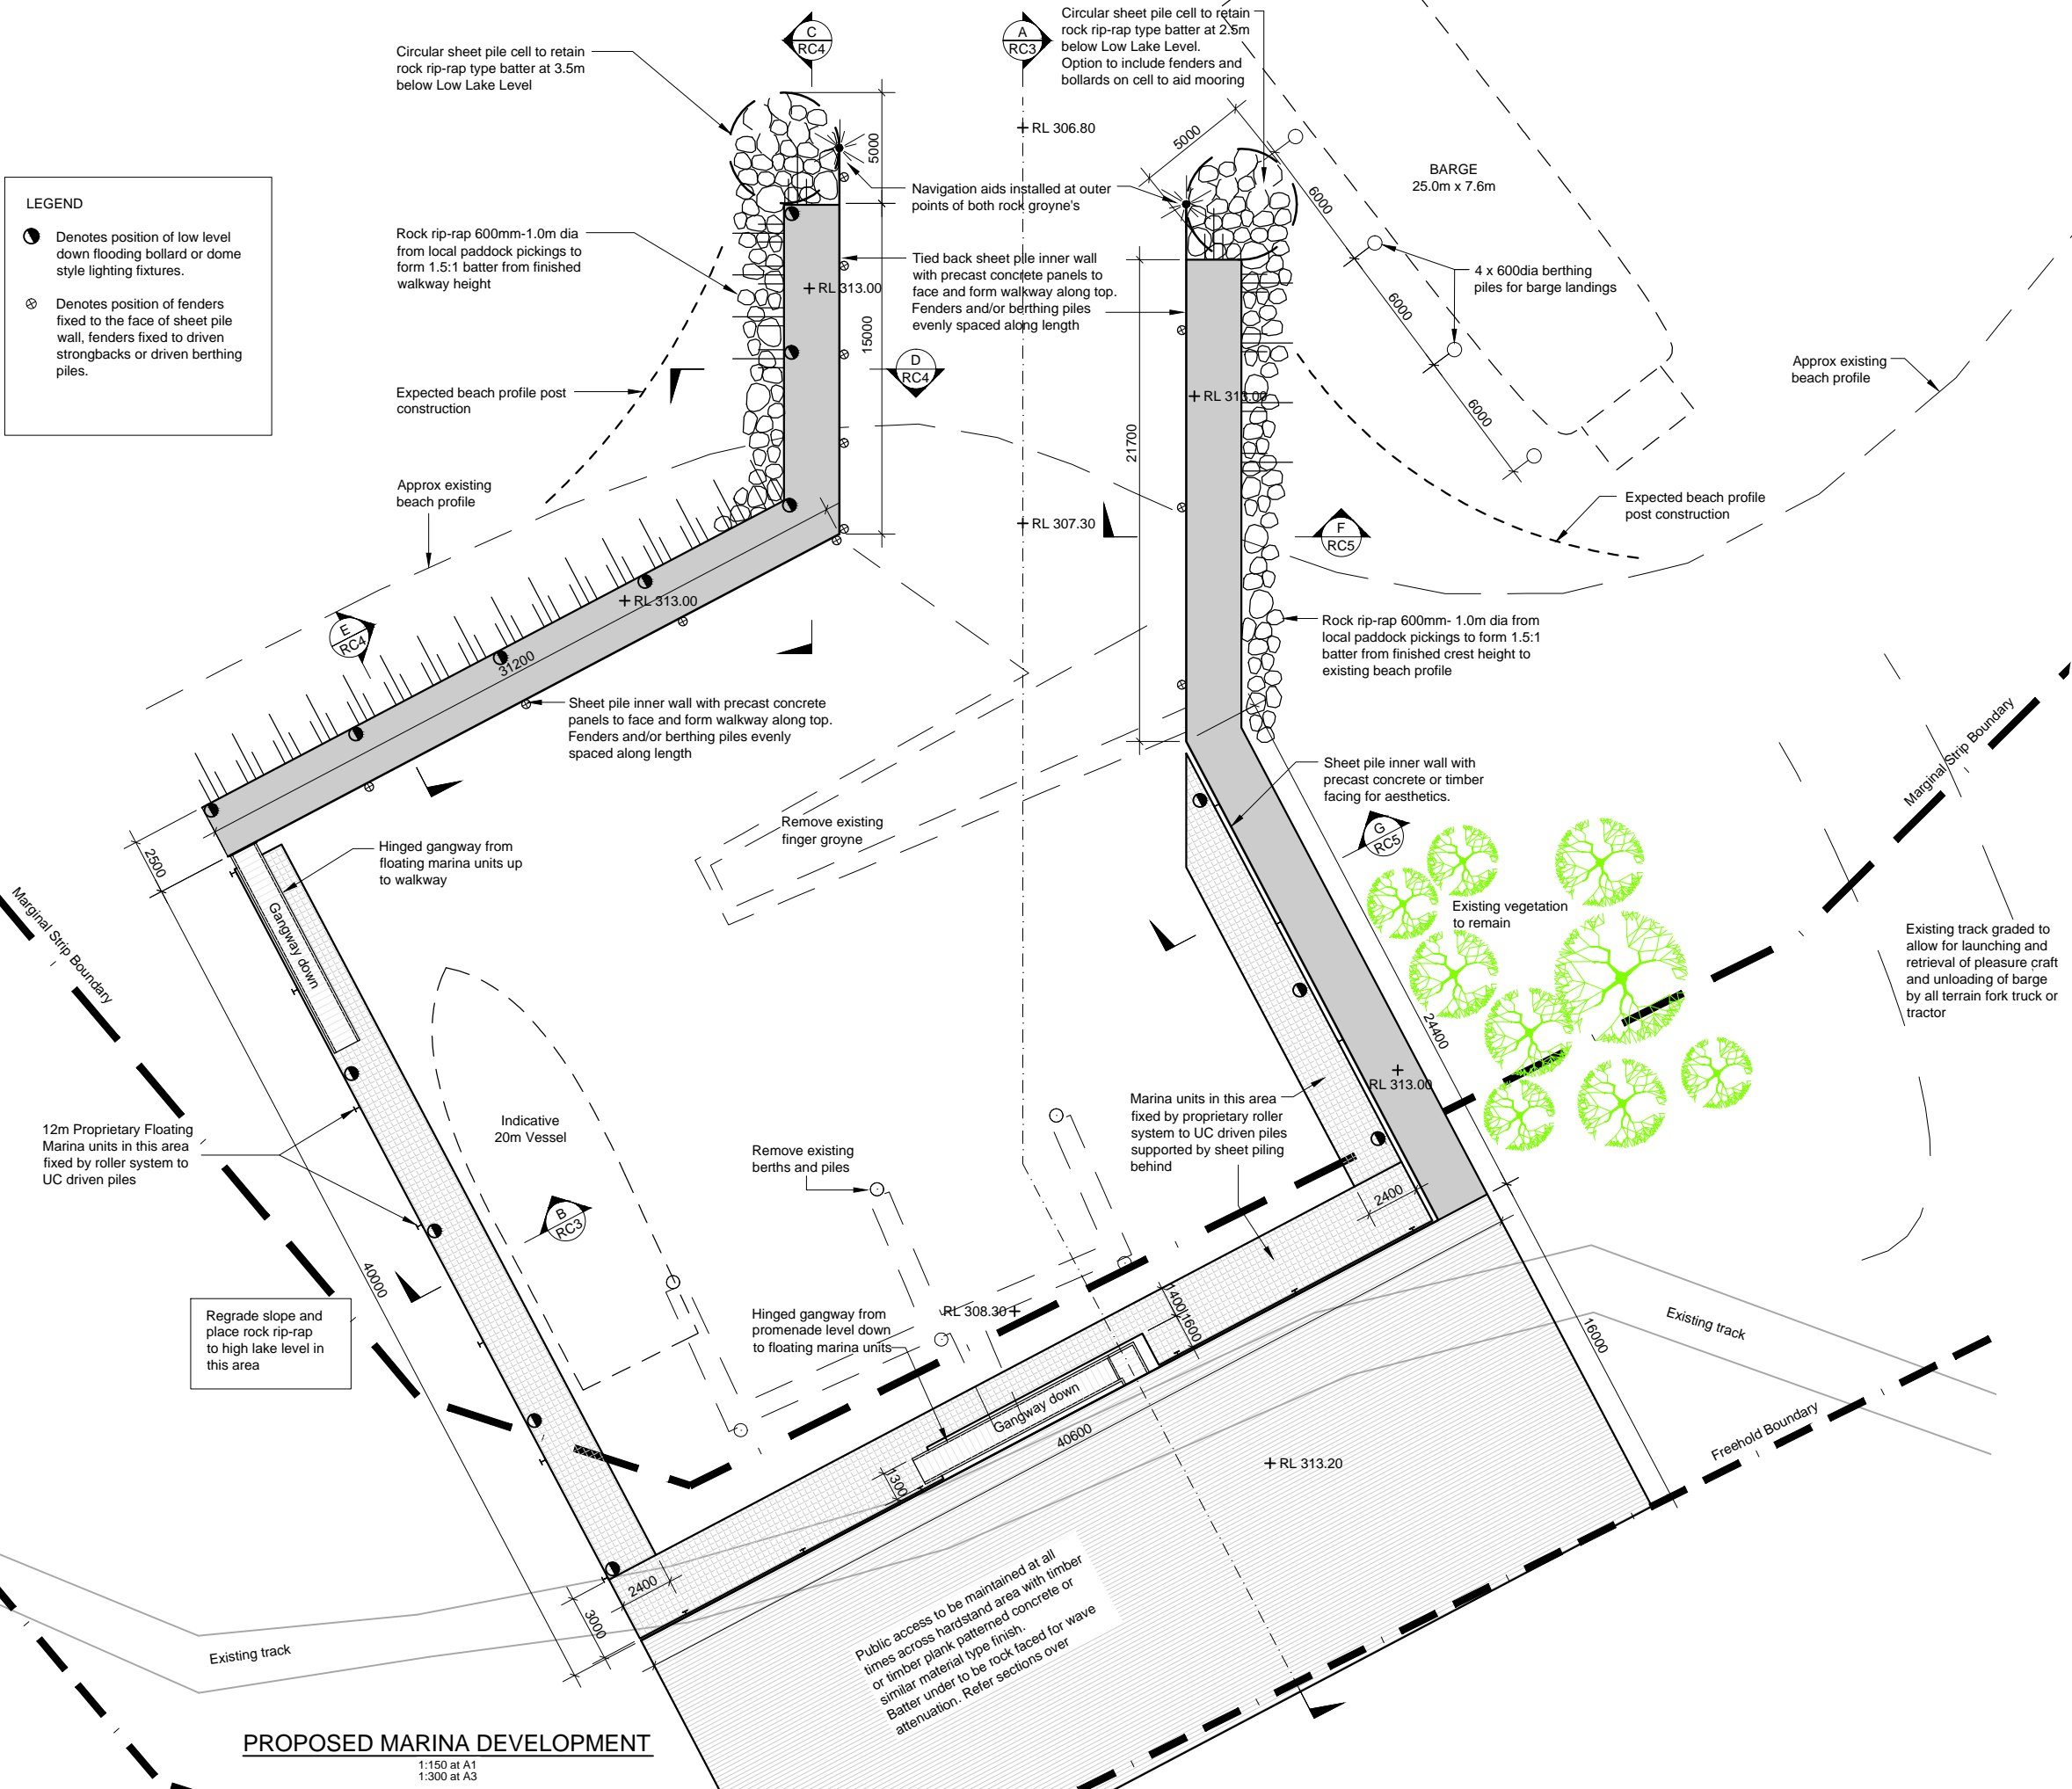 Circular sheet pile cell to retain
rock rip-rap type batter at 3.5m
below Low Lake Level
C
RC4
A
RC3
Circular sheet pile cell to retain
rock rip-rap type batter at 2.5m
below Low Lake Level.
Option to include fenders and
bollards on cell to aid mooring
RL 306.80
5000
5000
BARGE
25.0m x 7.6m
LEGEND
Denotes position of low level
down flooding bollard or dome
style lighting fixtures.
Denotes position of fenders
fixed to the face of sheet pile
wall, fenders fixed to driven
strongbacks or driven berthing
piles.
Navigation aids installed at outer
points of both rock groyne's
6000
6000
6000
Rock rip-rap 600mm-1.0m dia
from local paddock pickings to
form 1.5:1 batter from finished
walkway height
Tied back sheet pile inner wall
with precast concrete panels to
face and form walkway along top.
Fenders and/or berthing piles
evenly spaced along length
4 x 600dia berthing
piles for barge landings
RL 313.00
15000
D
RC4
Approx existing
beach profile
Expected beach profile post
construction
RL 313.00
21700
Approx existing
beach profile
Expected beach profile
post construction
RL 307.30
F
RC5
RL 313.00
E
RC4
31200
Rock rip-rap 600mm- 1.0m dia from
local paddock pickings to form 1.5:1
batter from finished crest height to
existing beach profile
Sheet pile inner wall with precast concrete
panels to face and form walkway along top.
Fenders and/or berthing piles evenly
spaced along length
Marginal Strip Boundary
Sheet pile inner wall with
precast concrete or timber
facing for aesthetics.
G
RC5
Remove existing
finger groyne
2500
Hinged gangway from
floating marina units up
to walkway
Gangway down
Marginal Strip Boundary
Existing vegetation
to remain
Existing track graded to
allow for launching and
retrieval of pleasure craft
and unloading of barge
by all terrain fork truck or
tractor
24400
RL 313.00
Indicative
20m Vessel
12m Proprietary Floating
Marina units in this area
fixed by roller system to
UC driven piles
Remove existing
berths and piles
Marina units in this area
fixed by proprietary roller
system to UC driven piles
supported by sheet piling
behind
2400
B
RC3
40000
Regrade slope and
place rock rip-rap
to high lake level in
this area
Hinged gangway from
promenade level down
to floating marina units
RL 308.30
1400
1600
16000
Existing track
Gangway down
40600
1300
RL 313.20
Freehold Boundary
2400
3000
Existing track
Public access to be maintained at all
times across hardstand area with timber
or timber plank patterned concrete or
similar material type finish.
Batter under to be rock faced for wave
attenuation. Refer sections over
PROPOSED MARINA DEVELOPMENT
1:150 at A1
1:300 at A3